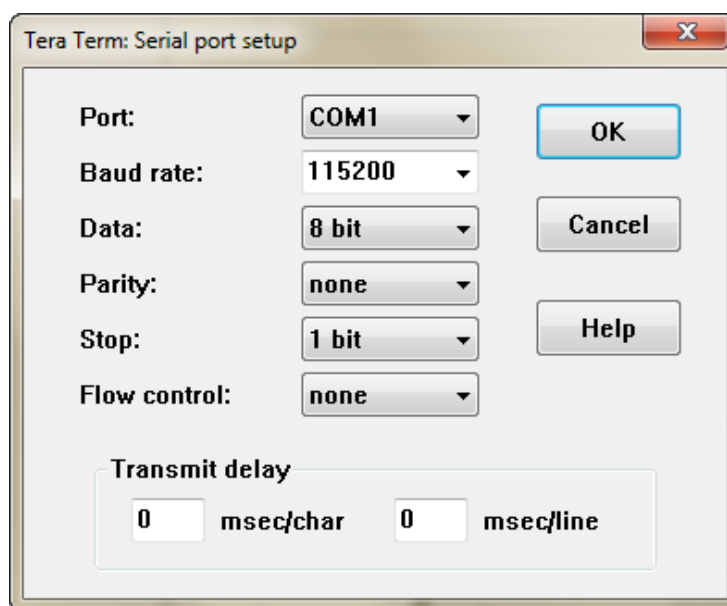 Tera Term: Serial port setup
Port: COM1 OK
Baud rate: 115200
Data: 8 bit Cancel
Parity: none
Stop: 1 bit Help
Flow control: none
Transmit delay
0 msec/char 0 msec/line